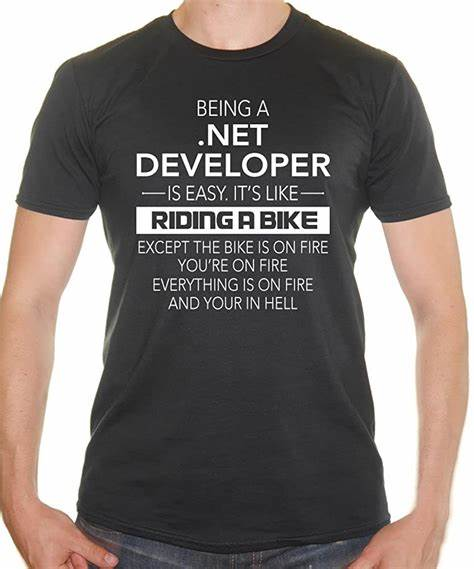 BEING A
.NET
DEVELOPER
IS EASY. IT'S LIKE
RIDING A BIKE
EXCEPT THE BIKE IS ON FIRE
YOU'RE ON FIRE
EVERYTHING IS ON FIRE
AND YOUR IN HELL